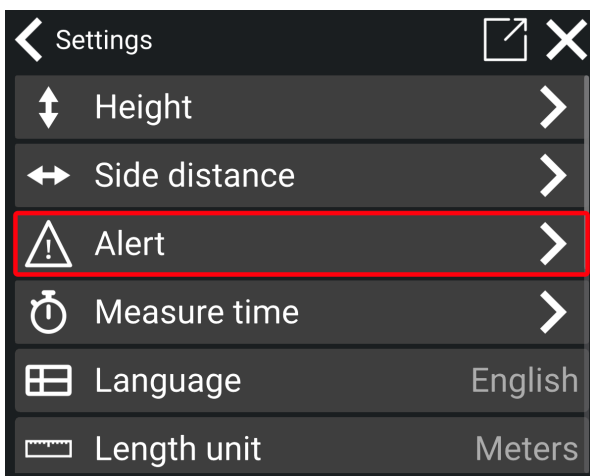 Settings
Height
Side distance
Alert
Measure time
Language English
Length unit Meters